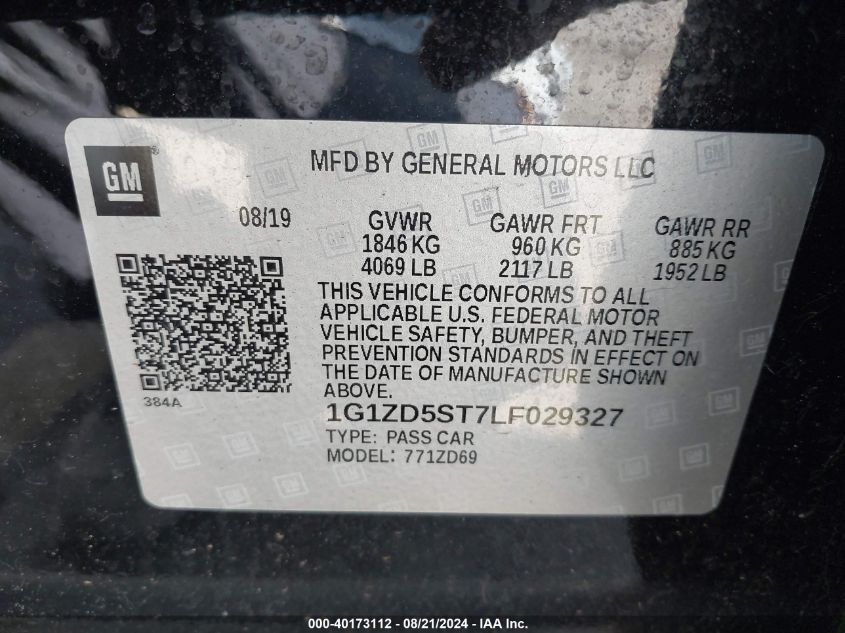 GM ®
MFD BY GENERAL MOTORS LLC
08/19 GVWR GAWR FRT GAWR RR
1846 KG 960 KG 885 KG
4069 LB 2117 LB 1952 LB
THIS VEHICLE CONFORMS TO ALL
APPLICABLE U.S. FEDERAL MOTOR
VEHICLE SAFETY, BUMPER, AND THEFT
PREVENTION STANDARDS IN EFFECT ON
THE DATE OF MANUFACTURE SHOWN
ABOVE.
384A
1G1ZD5ST7LF029327
TYPE: PASS CAR
MODEL: 771ZD69
000-40173112 - 08/21/2024 - IAA Inc.